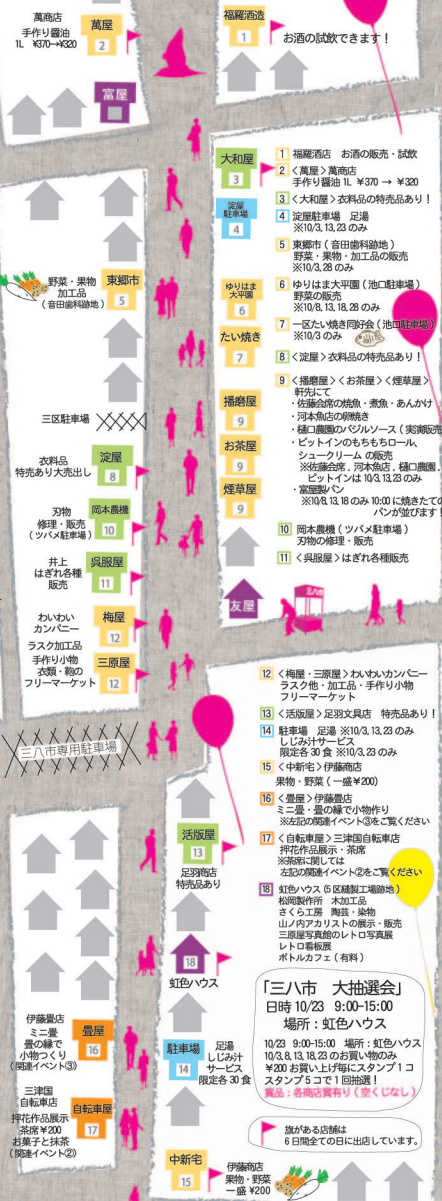 萬商店
手作り醤油
1L ¥370→¥320
萬屋
2
福羅酒造
1
お酒の試飲できます！
富屋
大和屋
3
淀屋
駐車場
4
野菜・果物
加工品
(音田歯科跡地)
東郷市
5
ゆりはま
大平園
6
たい焼き
7
播磨屋
9
お茶屋
9
煙草屋
9
三区駐車場
衣料品
特売あり大売出し
淀屋
8
刃物
修理・販売
(ツバメ駐車場)
岡本農機
10
井上
はぎれ各種
販売
呉服屋
11
友屋
三八市
わいわい
カンパニー
梅屋
12
ラスク加工品
手作り小物
衣類・鞄の
フリーマーケット
三原屋
12
1 福羅酒店 お酒の販売・試飲
2 <萬屋>萬商店
手作り醤油 1L ¥370 → ¥320
3 <大和屋>衣料品の特売品あり！
4 淀屋駐車場 足湯
※10/3,13,23 のみ
5 東郷市(音田歯科跡地)
野菜・果物・加工品の販売
※10/3,28 のみ
6 ゆりはま大平園(池口駐車場)
野菜の販売
※10/8,13,18,28 のみ
7 一区たい焼き同好会(池口駐車場)
※10/3 のみ
8 <淀屋>衣料品の特売品あり！
9 <播磨屋><お茶屋><煙草屋>
軒先にて
・佐藤会席の焼魚・煮魚・あんかけ
・河本魚店の卵焼き
・樋口農園のバジルソース(実演販売
・ピットインのもちもちロール、
シュークリーム の販売
※佐藤会席、河本魚店、樋口農園、
ピットインは 10/3,13,23 のみ
・富屋製パン
※10/8,13,18 のみ 10:00 に焼きたての
パンが並びます！
10 岡本農機(ツバメ駐車場)
刃物の修理・販売
11 <呉服屋>はぎれ各種販売
三八市専用駐車場
12 <梅屋・三原屋>わいわいカンパニー
ラスク他・加工品・手作り小物
フリーマーケット
13 <活版屋>足羽文具店 特売品あり！
14 駐車場 足湯 ※10/3,13,23 のみ
しじみ汁サービス
限定各 30 食 ※10/3,23 のみ
15 <中新宅>伊藤商店
果物・野菜(一盛¥200)
16 <畳屋>伊藤畳店
ミニ畳・畳の縁で小物作り
※左記の関連イベント③をご覧ください
17 <自転車屋>三津国自転車店
押花作品展示・茶席
※茶席に関しては
左記の関連イベント②をご覧ください
18 虹色ハウス(5区縫製工場跡地)
松岡製作所 木加工品
さくら工房 陶芸・染物
山ノ内アカリストの展示・販売
三原屋写真館のレトロ写真展
レトロ看板展
ボトルカフェ(有料)
活版屋
13
足羽商店
特売品あり
18
虹色ハウス
伊藤畳店
ミニ畳
畳の縁で
小物つくり
(関連イベント③)
畳屋
16
駐車場
14
足湯
しじみ汁
サービス
限定各 30 食
三津国
自転車店
押花作品展示
茶席¥200
お菓子と抹茶
(関連イベント②)
自転車屋
17
中新宅
15
伊藤商店
果物・野菜
一盛 ¥200
「三八市 大抽選会」
日時 10/23 9:00-15:00
場所：虹色ハウス
10/23 9:00-15:00 場所：虹色ハウス
10/3,8,13,18,23 のお買い物のみ
¥200 お買い上げ毎にスタンプ 1 コ
スタンプ 5 コで 1 回抽選！
賞品：各商店賞有り(空くじなし)
旗がある店舗は
6 日間全ての日に出店しています。